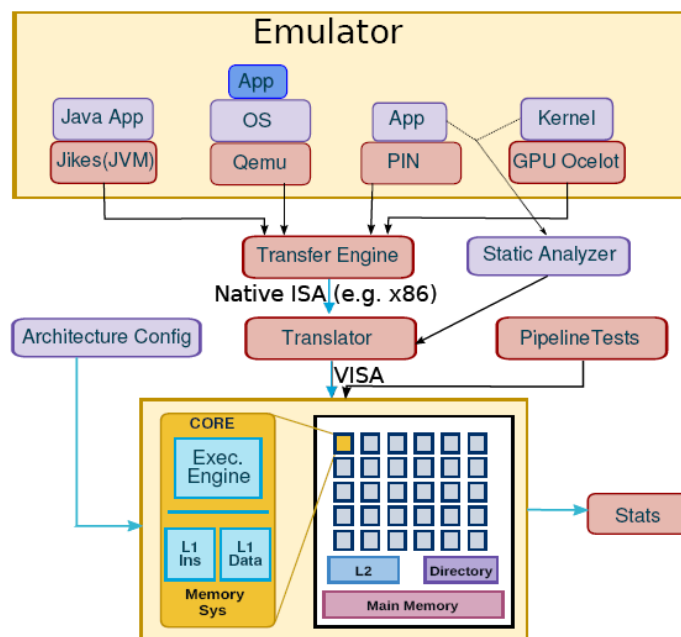 Emulator
App
Java App
OS
App
Kernel
Jikes(JVM)
Qemu
PIN
GPU Ocelot
Transfer Engine
Static Analyzer
Native ISA (e.g. x86)
Architecture Config
Translator
PipelineTests
VISA
CORE
Exec.
Engine
L1
Ins
L1
Data
Memory
Sys
L2
Directory
Main Memory
Stats